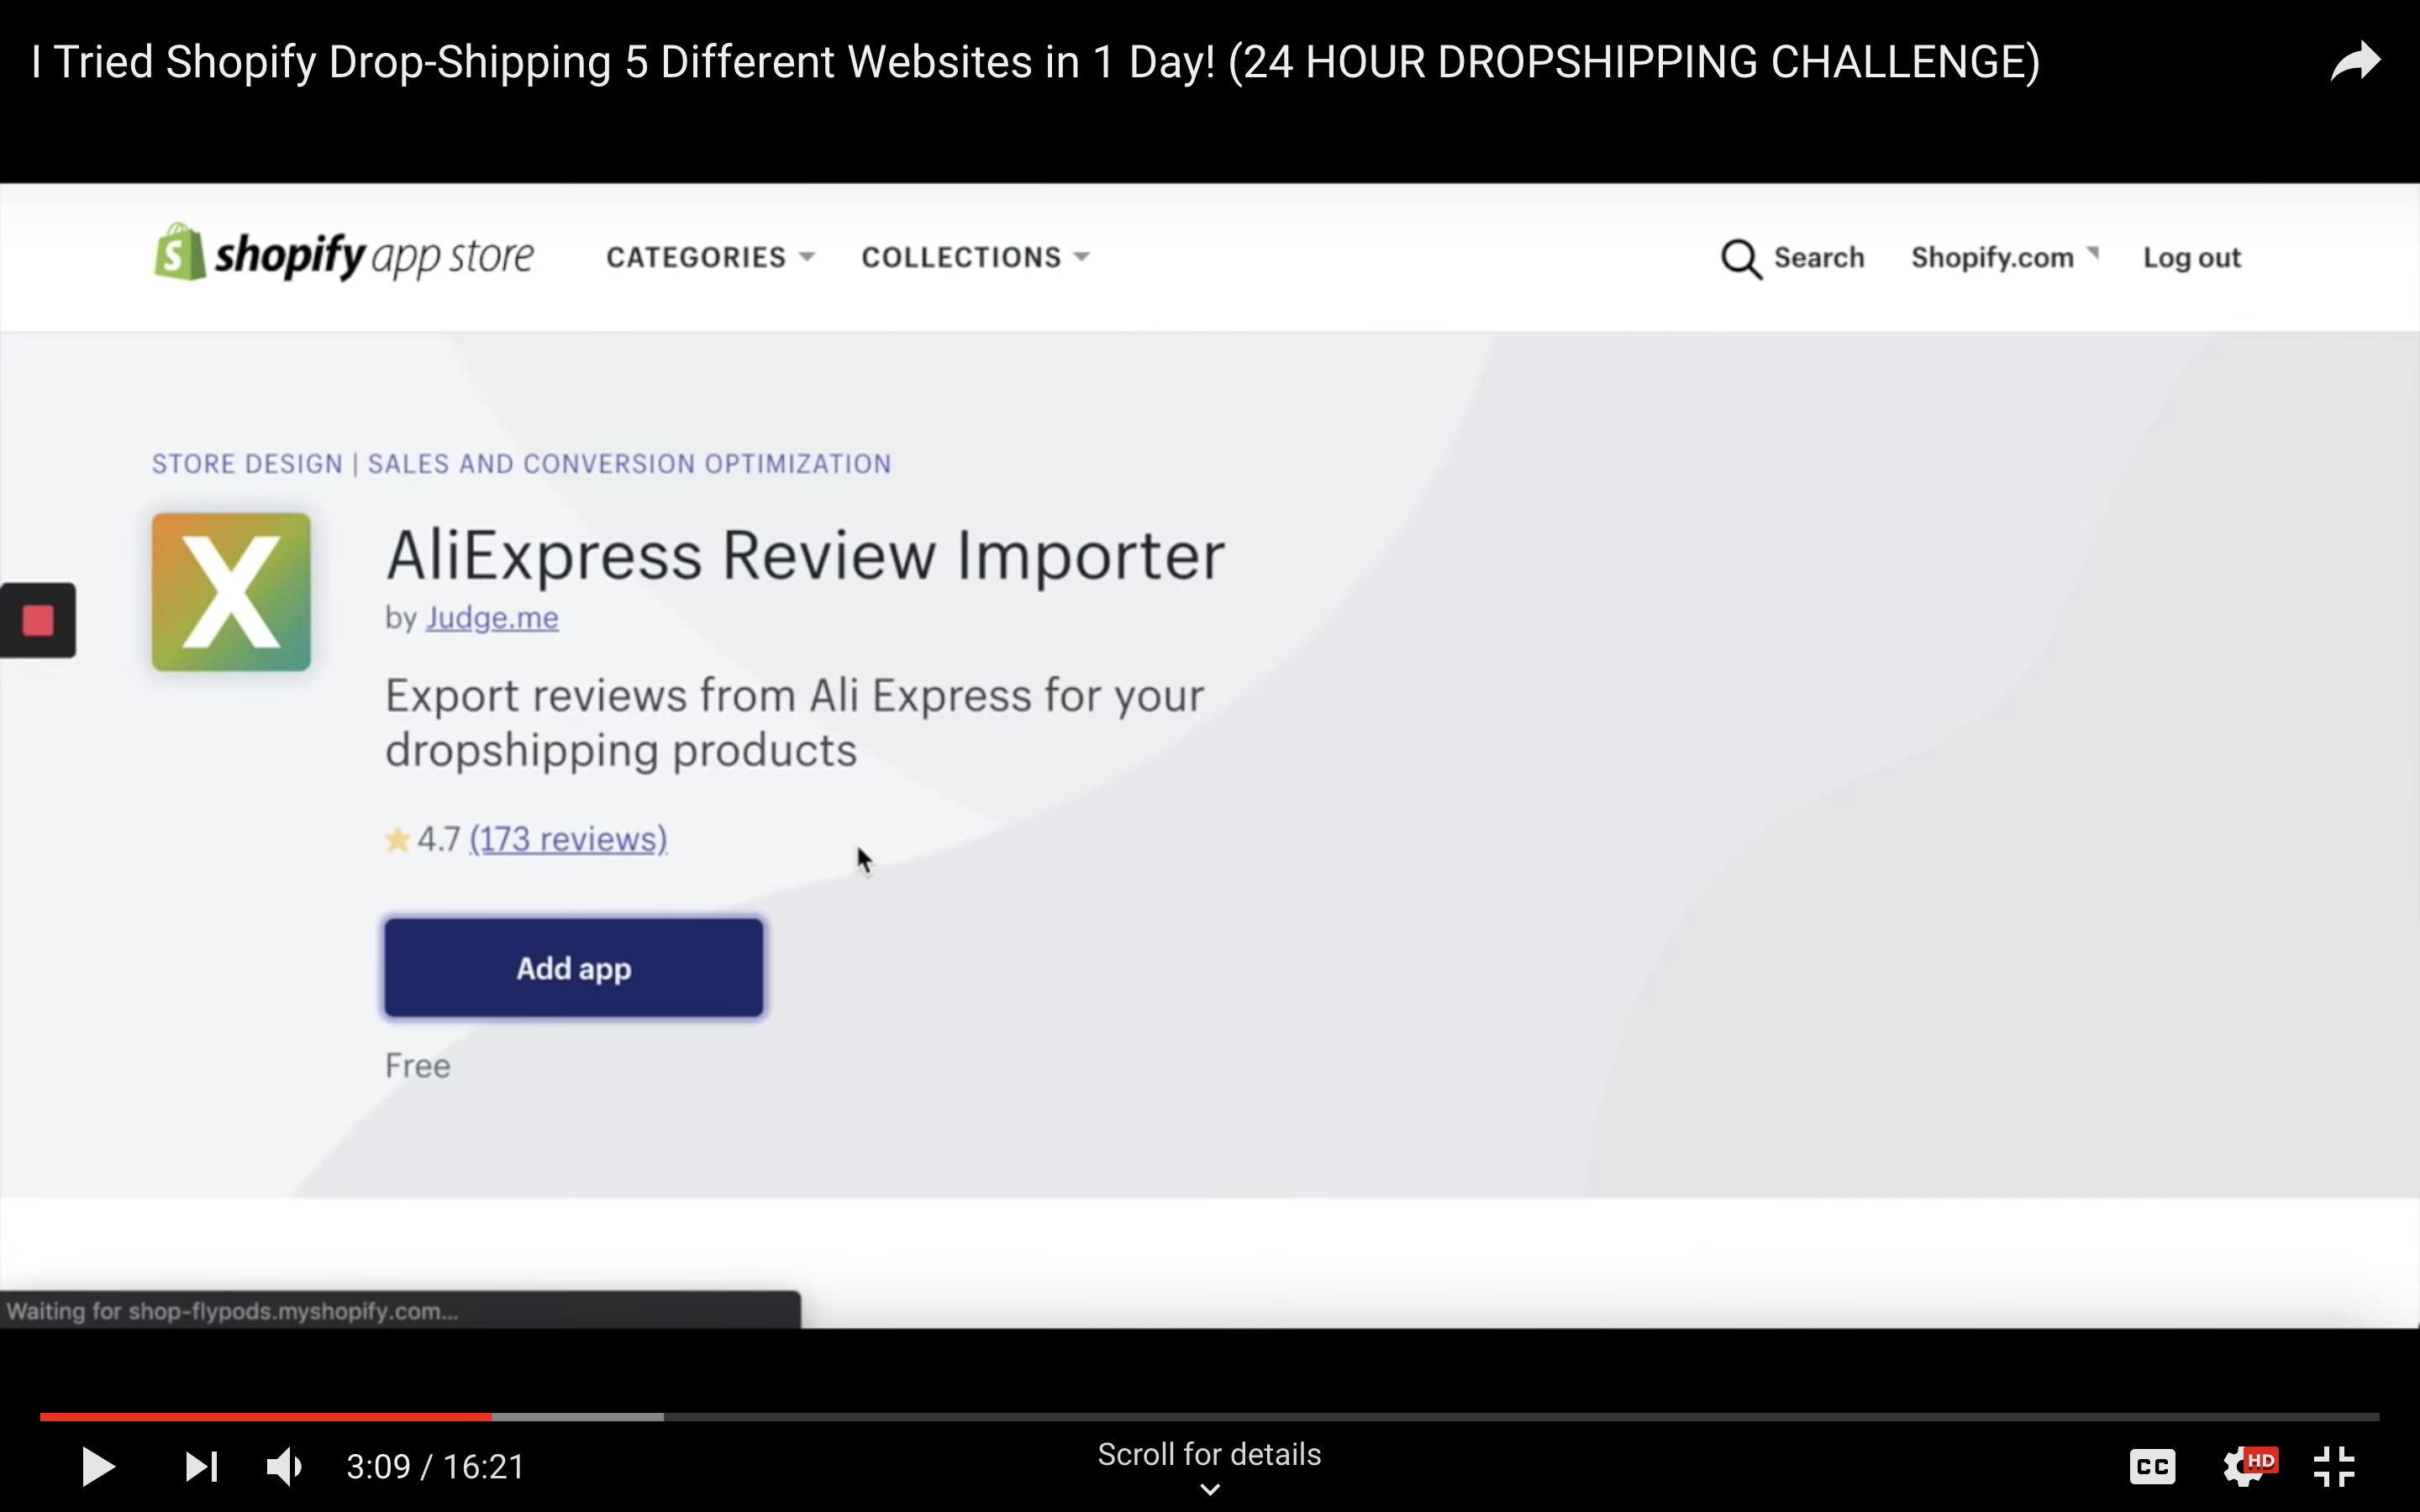 I Tried Shopify Drop-Shipping 5 Different Websites in 1 Day! (24 HOUR DROPSHIPPING CHALLENGE)
S shopify app store CATEGORIES COLLECTIONS Search Shopify.com Log out
STORE DESIGN | SALES AND CONVERSION OPTIMIZATION
X
AliExpress Review Importer
by Judge.me
Export reviews from Ali Express for your
dropshipping products
4.7 (173 reviews)
Add app
Free
Waiting for shop-flypods.myshopify.com...
3:09 / 16:21 Scroll for details CC HD